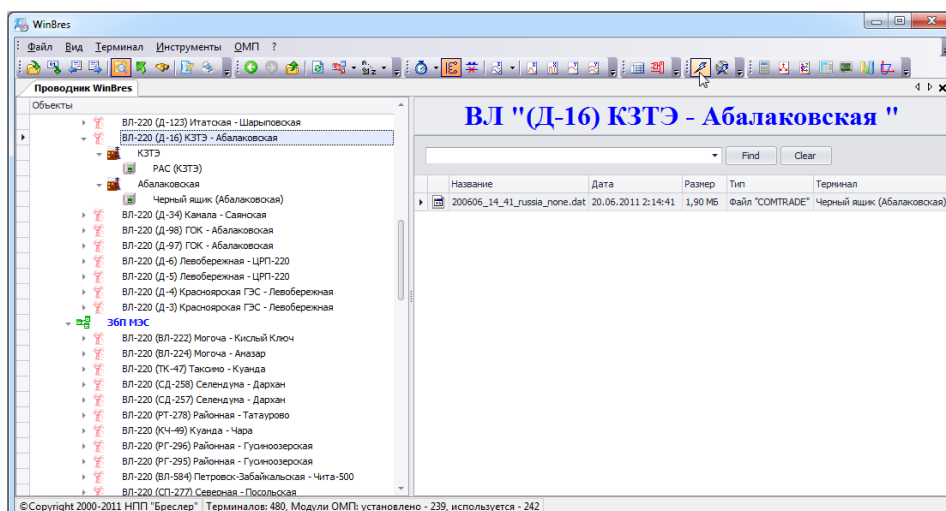 WinBres
Файл Вид Терминал Инструменты ОМП ?
Проводник WinBres
Объекты
ВЛ-220 (Д-123) Итатская - Шарыповская
ВЛ-220 (Д-16) КЗТЭ - Абалаковская
КЗТЭ
РАС (КЗТЭ)
Абалаковская
Черный ящик (Абалаковская)
ВЛ-220 (Д-34) Камала - Саянская
ВЛ-220 (Д-98) ГОК - Абалаковская
ВЛ-220 (Д-97) ГОК - Абалаковская
ВЛ-220 (Д-6) Левобережная - ЦРП-220
ВЛ-220 (Д-5) Левобережная - ЦРП-220
ВЛ-220 (Д-4) Красноярская ГЭС - Левобережная
ВЛ-220 (Д-3) Красноярская ГЭС - Левобережная
ЗбП МЭС
ВЛ-220 (ВЛ-222) Могоча - Кислый Ключ
ВЛ-220 (ВЛ-224) Могоча - Амазар
ВЛ-220 (ТК-47) Таксимо - Куанда
ВЛ-220 (СД-258) Селендума - Дархан
ВЛ-220 (СД-257) Селендума - Дархан
ВЛ-220 (РТ-278) Районная - Татаурово
ВЛ-220 (КЧ-49) Куанда - Чара
ВЛ-220 (РГ-296) Районная - Гусиноозерская
ВЛ-220 (РГ-295) Районная - Гусиноозерская
ВЛ-220 (ВЛ-584) Петровск-Забайкальская - Чита-500
ВЛ-220 (СП-277) Северная - Посольская
ВЛ "(Д-16) КЗТЭ - Абалаковская "
Find Clear
Название Дата Размер Тип Терминал
200606_14_41_russia_none.dat 20.06.2011 2:14:41 1,90 МБ Файл "COMTRADE" Черный ящик (Абалаковская)
©Copyright 2000-2011 НПП "Бреслер" Терминалов: 480, Модули ОМП: установлено - 239, используется - 242